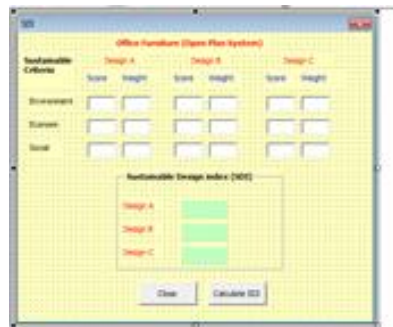 SDI
Office Furniture (Open Plan System)
Sustainable Criteria
Design A Design B Design C
Score Weight Score Weight Score Weight
Environment
Economic
Social
Sustainable Design index (SDI)
Design A
Design B
Design C
Clear Calculate SDI